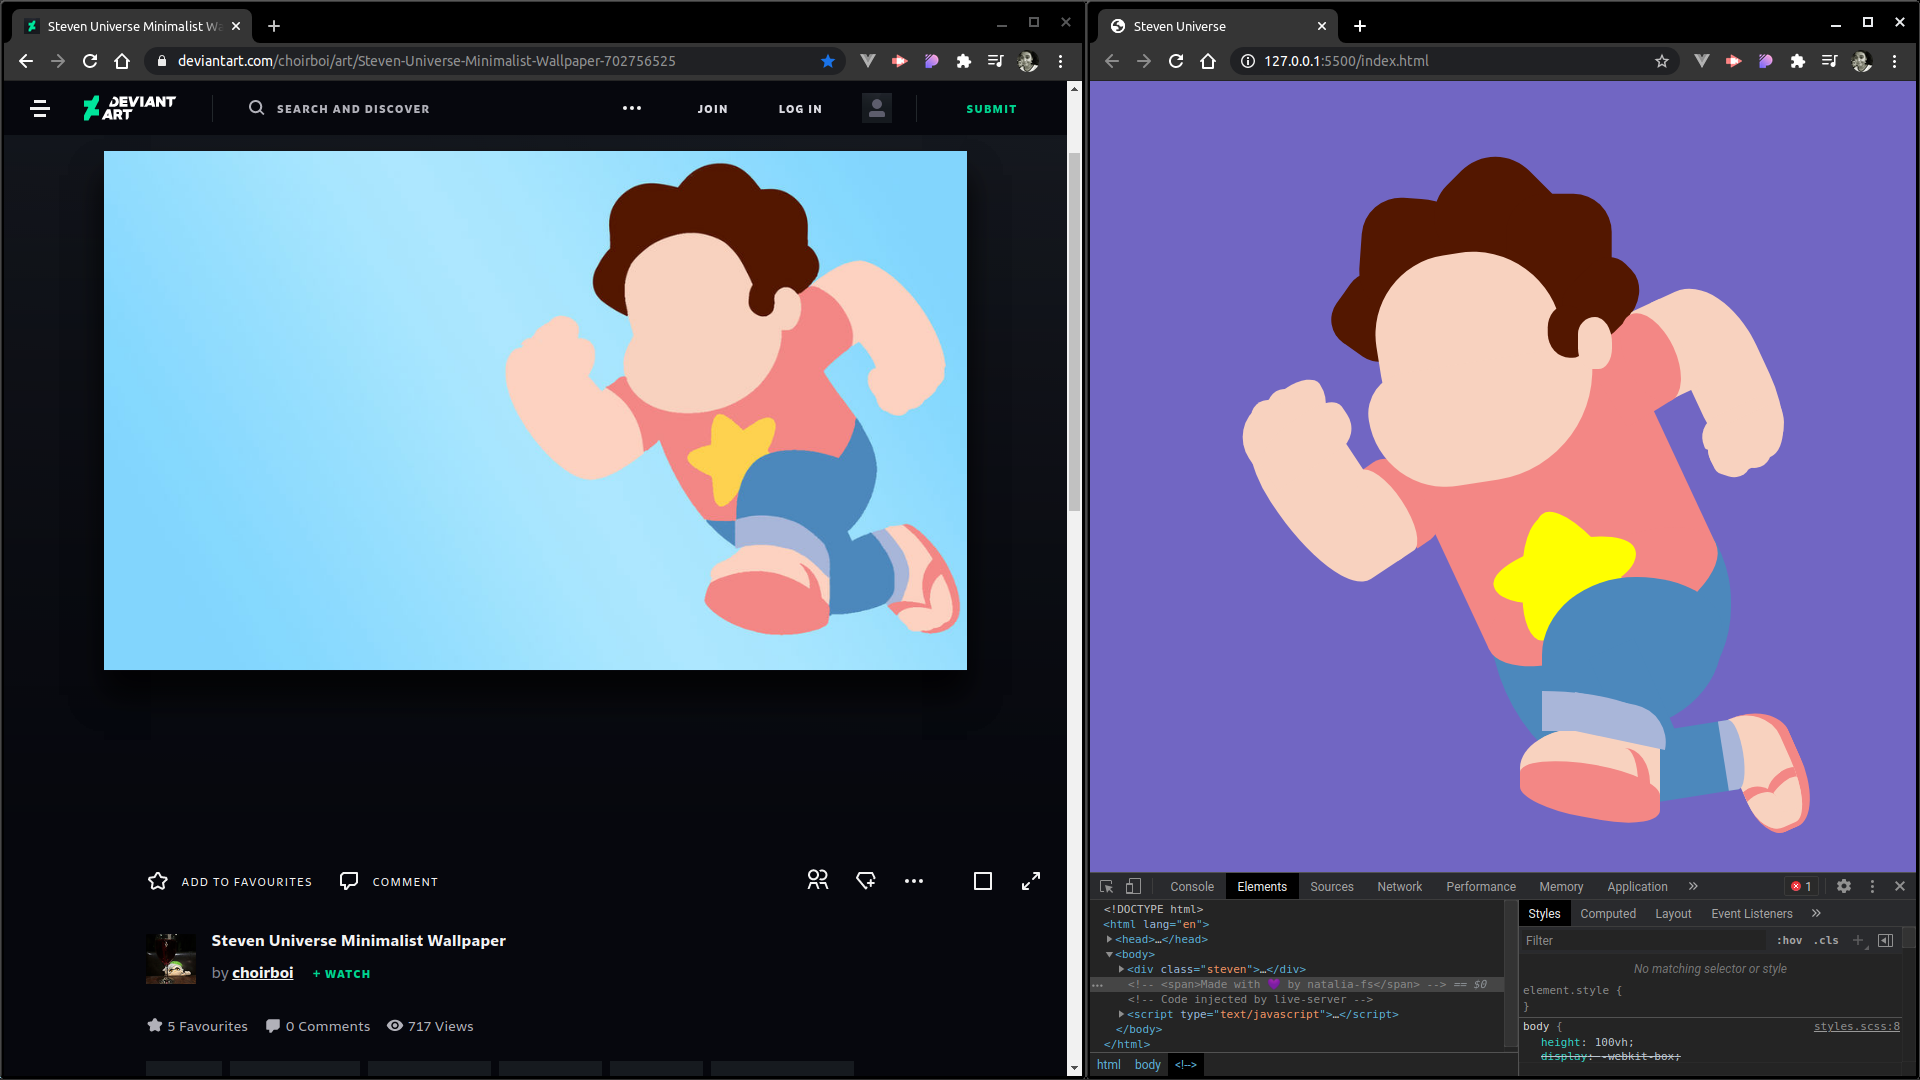 Steven Universe Minimalist Wa
deviantart.com/choirboi/art/Steven-Universe-Minimalist-Wallpaper-702756525
DEVIANT ART
SEARCH AND DISCOVER
JOIN
LOG IN
SUBMIT
ADD TO FAVOURITES
COMMENT
Steven Universe Minimalist Wallpaper
by choirboi
+ WATCH
5 Favourites
0 Comments
717 Views
Steven Universe
127.0.0.1:5500/index.html
Console
Elements
Sources
Network
Performance
Memory
Application
1
<!DOCTYPE html>
<html lang="en">
<head>…</head>
<body>
<div class="steven">…</div>
<!-- <span>Made with 💜 by natalia-fs</span> --> == $0
<!-- Code injected by live-server -->
<script type="text/javascript">…</script>
</body>
</html>
html
body
<!-->
Styles
Computed
Layout
Event Listeners
Filter
:hov
.cls
No matching selector or style
element.style {
}
body {
styles.scss:8
height: 100vh;
display: -webkit-box;